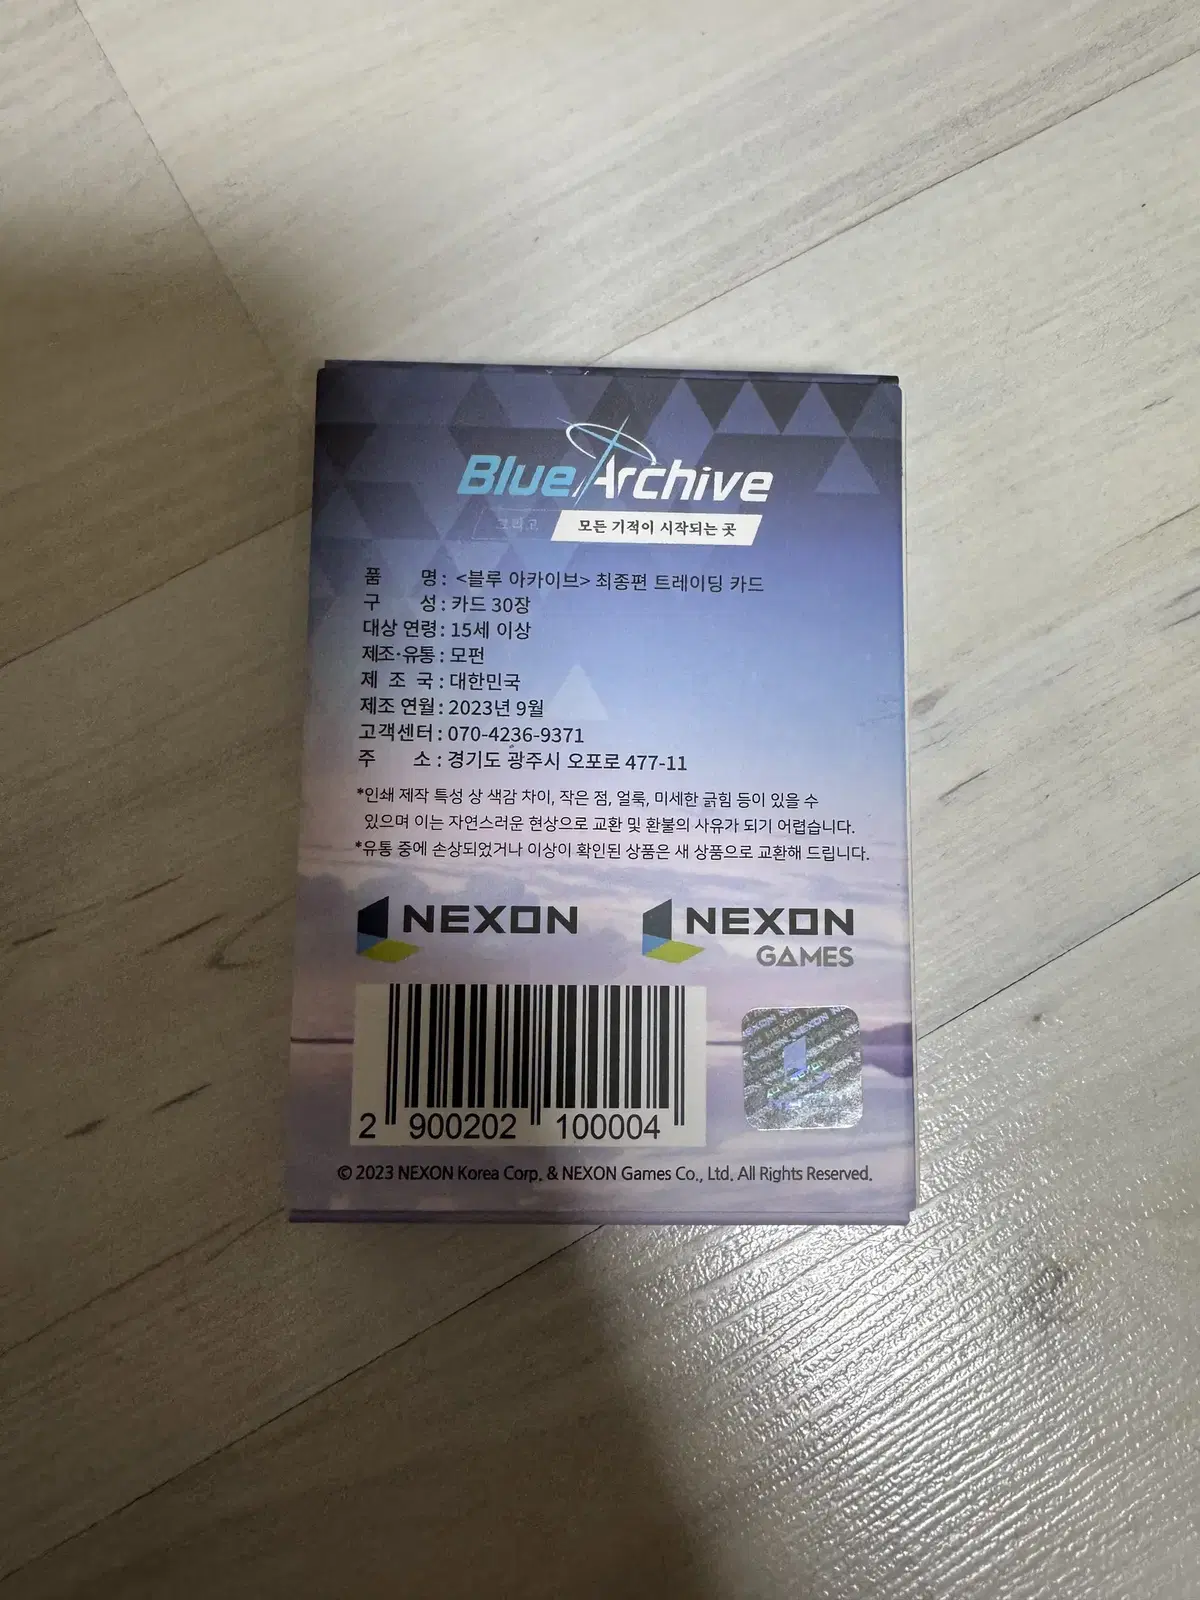 Blue Archive
그리고 모든 기적이 시작되는 곳
품 명 : <블루 아카이브> 최종편 트레이딩 카드
구 성 : 카드 30장
대상 연령 : 15세 이상
제조·유통 : 모펀
제 조 국 : 대한민국
제조 연월 : 2023년 9월
고객센터 : 070-4236-9371
주 소 : 경기도 광주시 오포로 477-11
*인쇄 제작 특성 상 색감 차이, 작은 점, 얼룩, 미세한 긁힘 등이 있을 수
있으며 이는 자연스러운 현상으로 교환 및 환불의 사유가 되기 어렵습니다.
*유통 중에 손상되었거나 이상이 확인된 상품은 새 상품으로 교환해 드립니다.
NEXON
NEXON GAMES
NEXON NEXON
2 900202 100004
© 2023 NEXON Korea Corp. & NEXON Games Co., Ltd. All Rights Reserved.